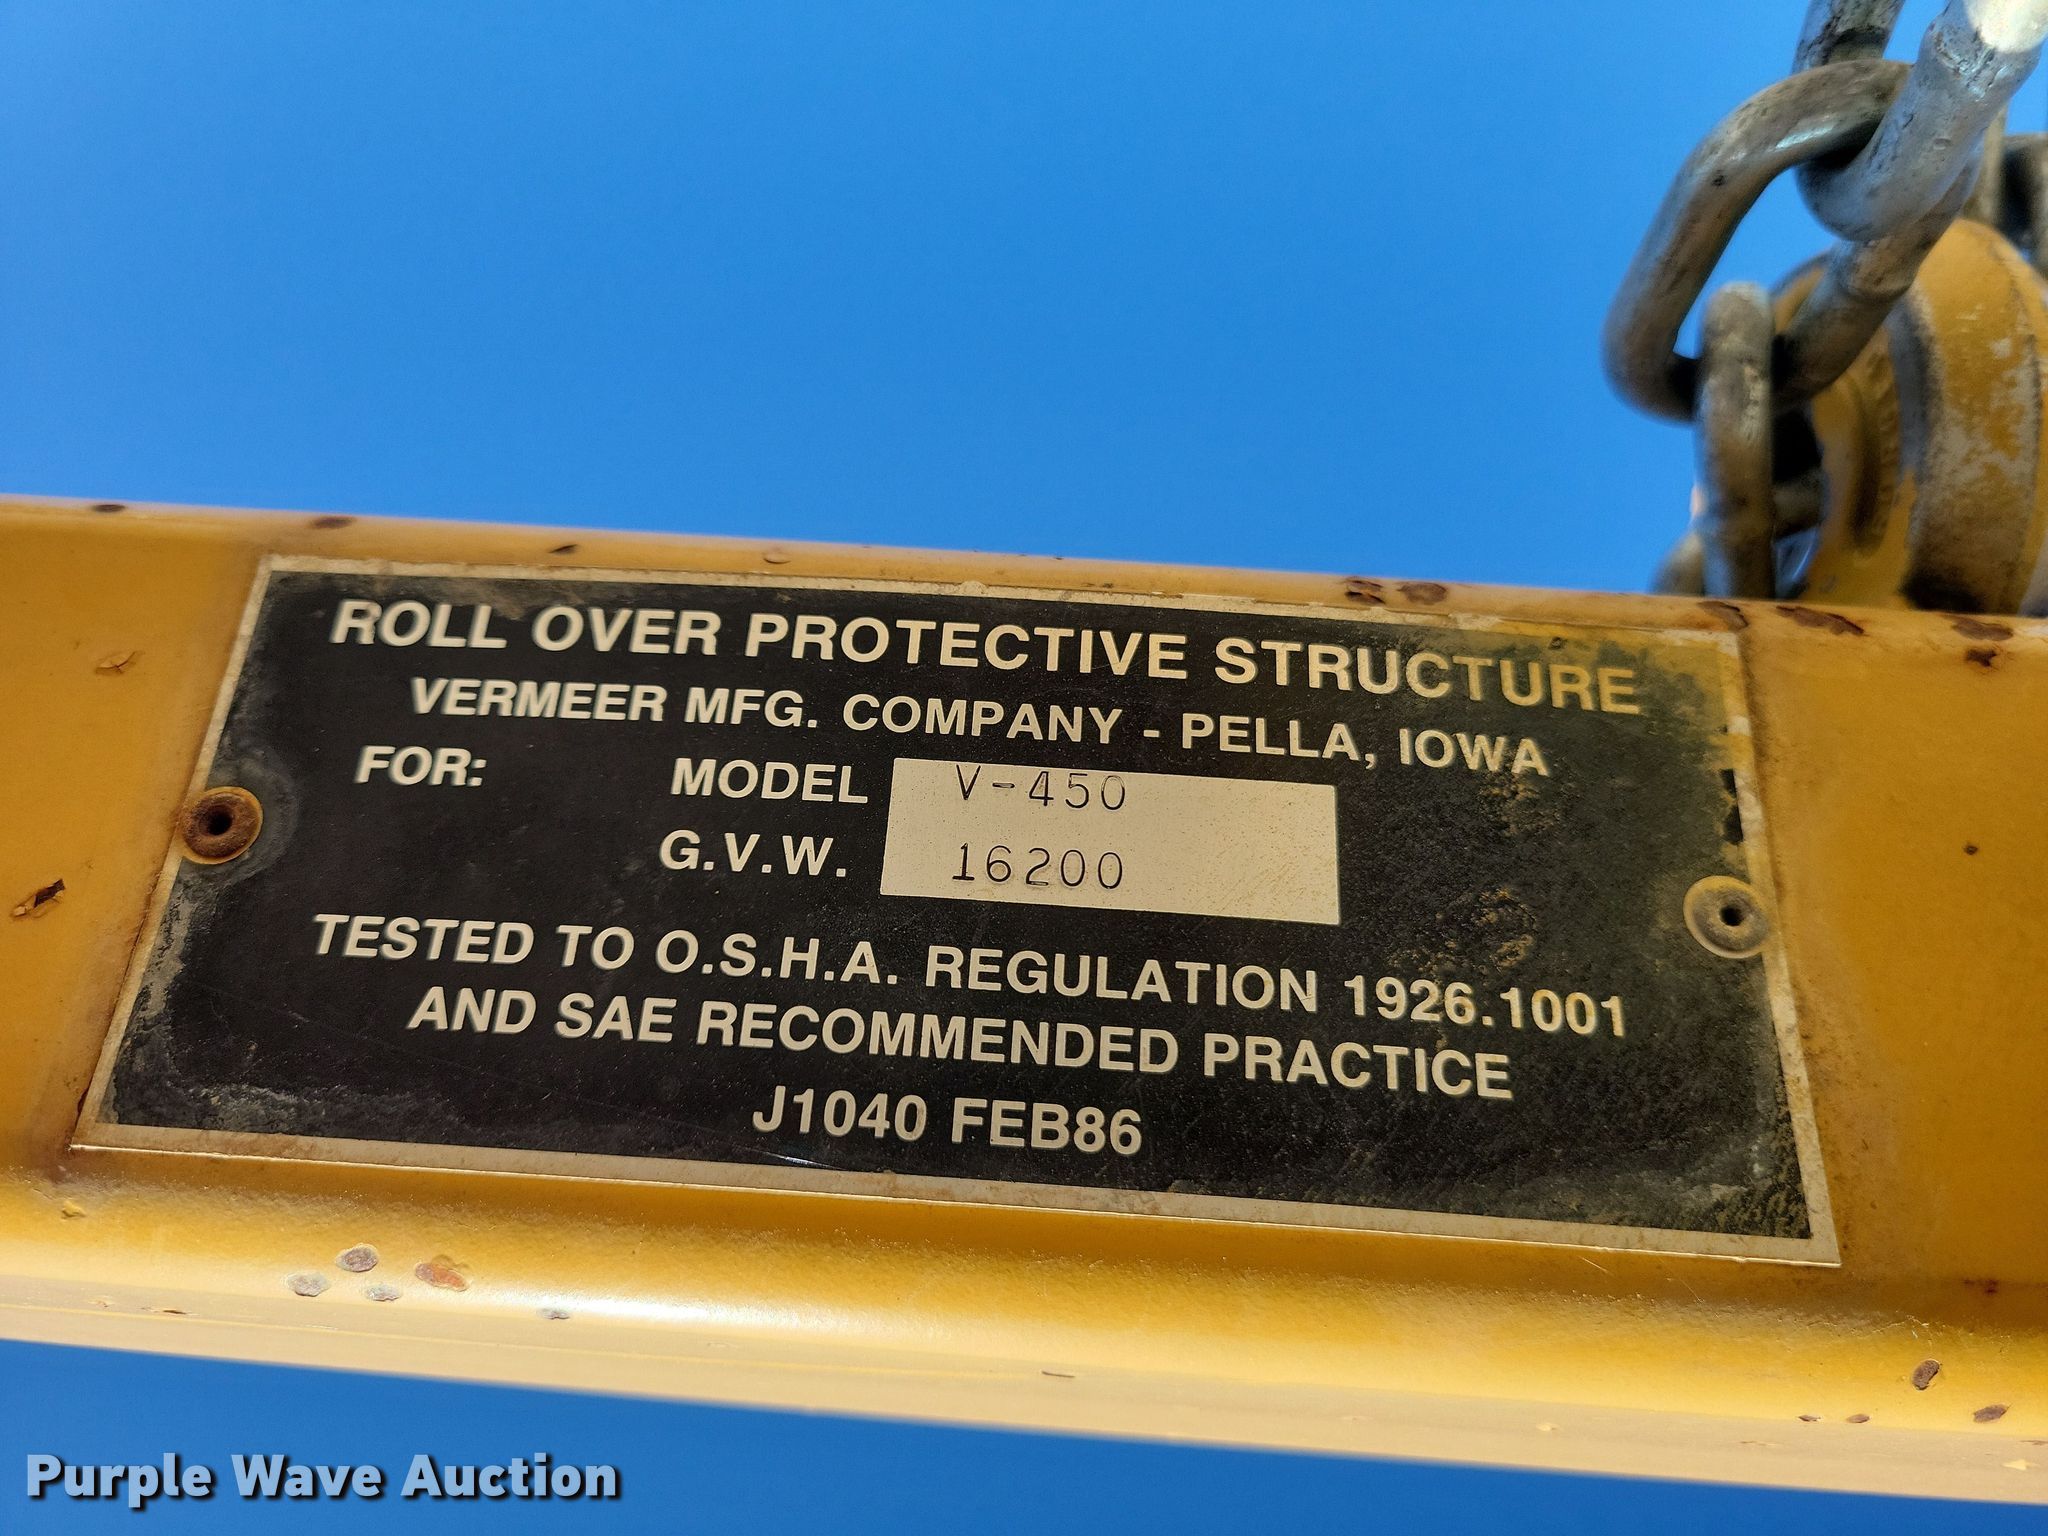 ROLL OVER PROTECTIVE STRUCTURE
VERMEER MFG. COMPANY - PELLA, IOWA
FOR: MODEL V-450
G.V.W. 16200
TESTED TO O.S.H.A. REGULATION 1926.1001
AND SAE RECOMMENDED PRACTICE
J1040 FEB86
Purple Wave Auction